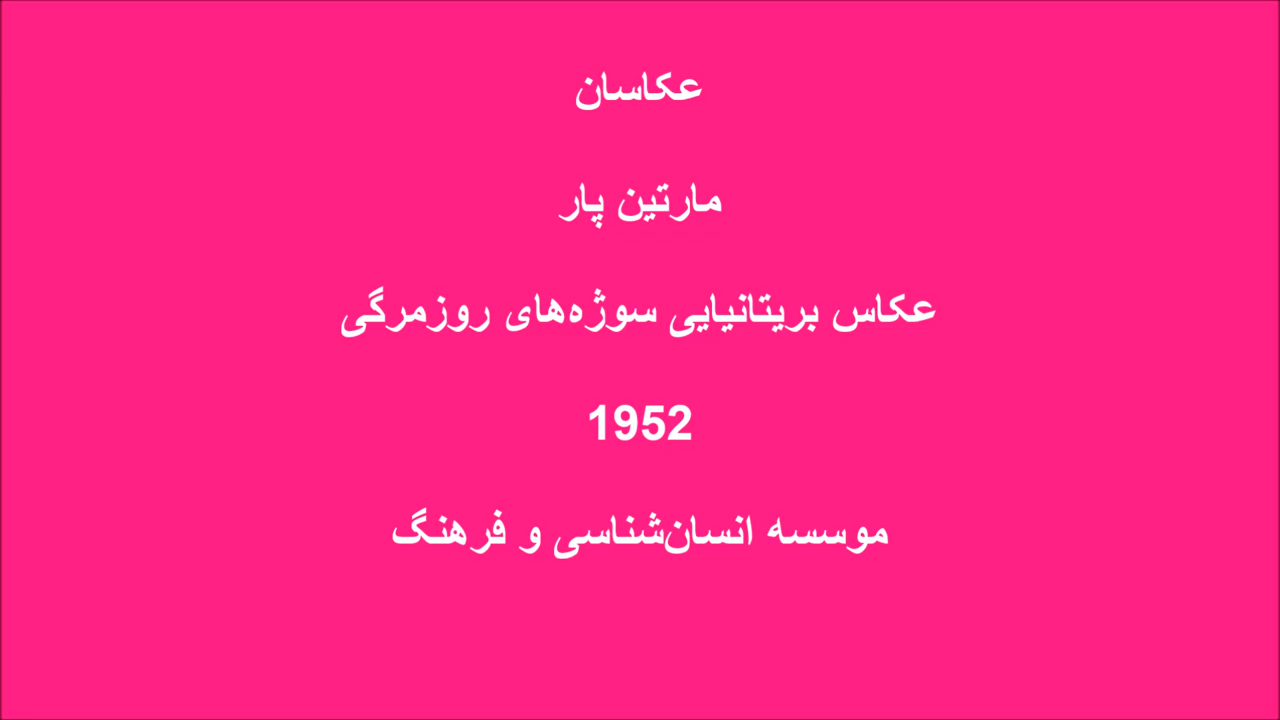 عکاسان
مارتین پار
عکاس بریتانیایی سوژه‌های روزمرگی
1952
موسسه انسان‌شناسی و فرهنگ